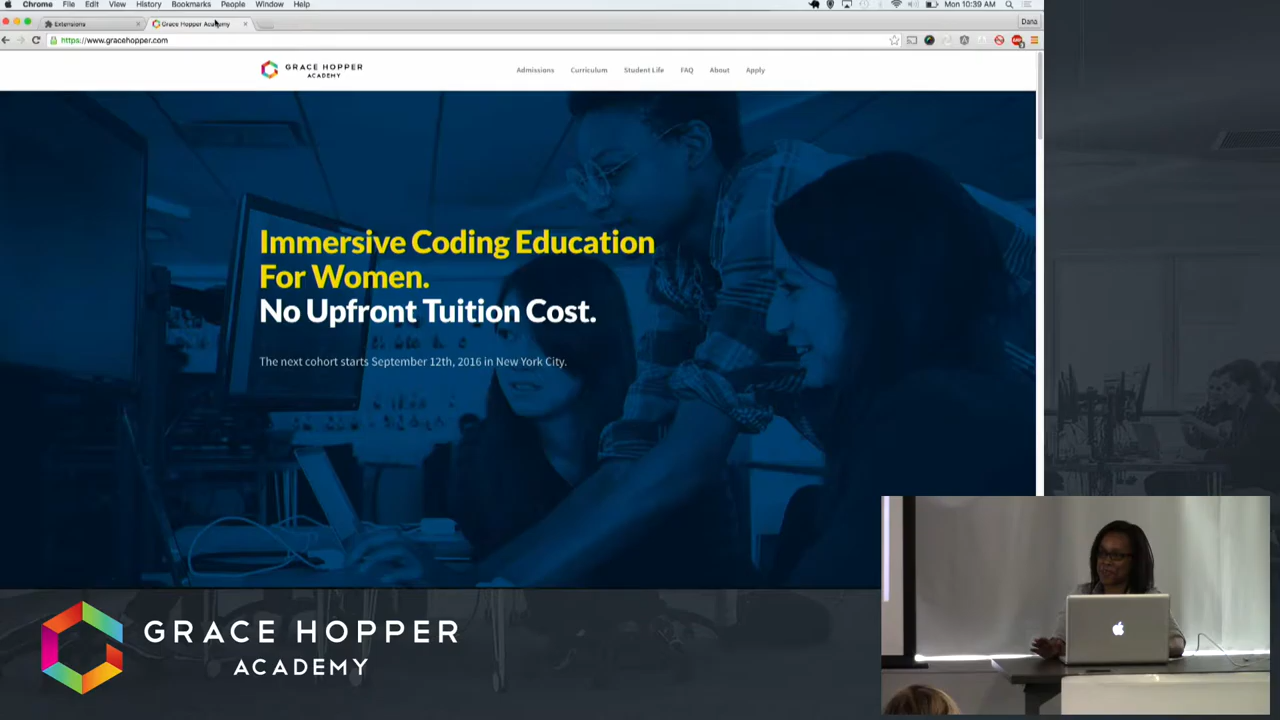 Chrome File Edit View History Bookmarks People Window Help
Mon 10:39 AM
Extensions
Grace Hopper Academy
Dana
https://www.gracehopper.com
GRACE HOPPER
ACADEMY
Admissions Curriculum Student Life FAQ About Apply
Immersive Coding Education
For Women.
No Upfront Tuition Cost.
The next cohort starts September 12th, 2016 in New York City.
GRACE HOPPER
ACADEMY